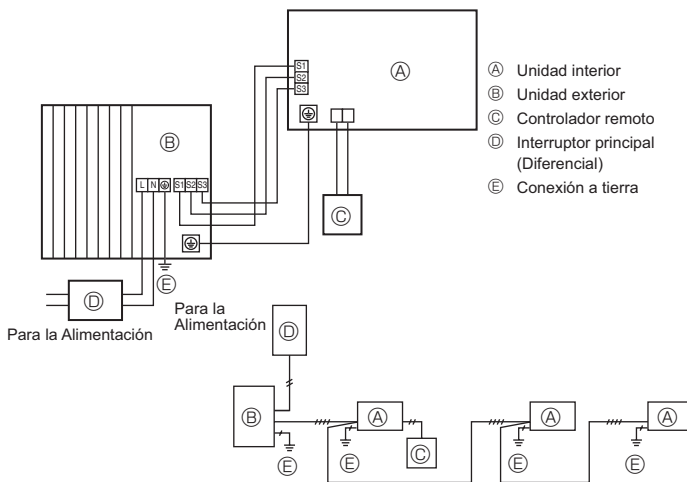 S1
S2
S3
Ⓐ
Ⓐ Unidad interior
Ⓑ Unidad exterior
Ⓒ Controlador remoto
Ⓓ Interruptor principal
(Diferencial)
Ⓔ Conexión a tierra
Ⓑ
L N S1 S2 S3
Ⓒ
Ⓔ
Ⓓ
Para la Alimentación
Para la
Alimentación
Ⓓ
Ⓑ
Ⓐ
Ⓐ
Ⓐ
Ⓒ
Ⓔ
Ⓔ
Ⓔ
Ⓔ